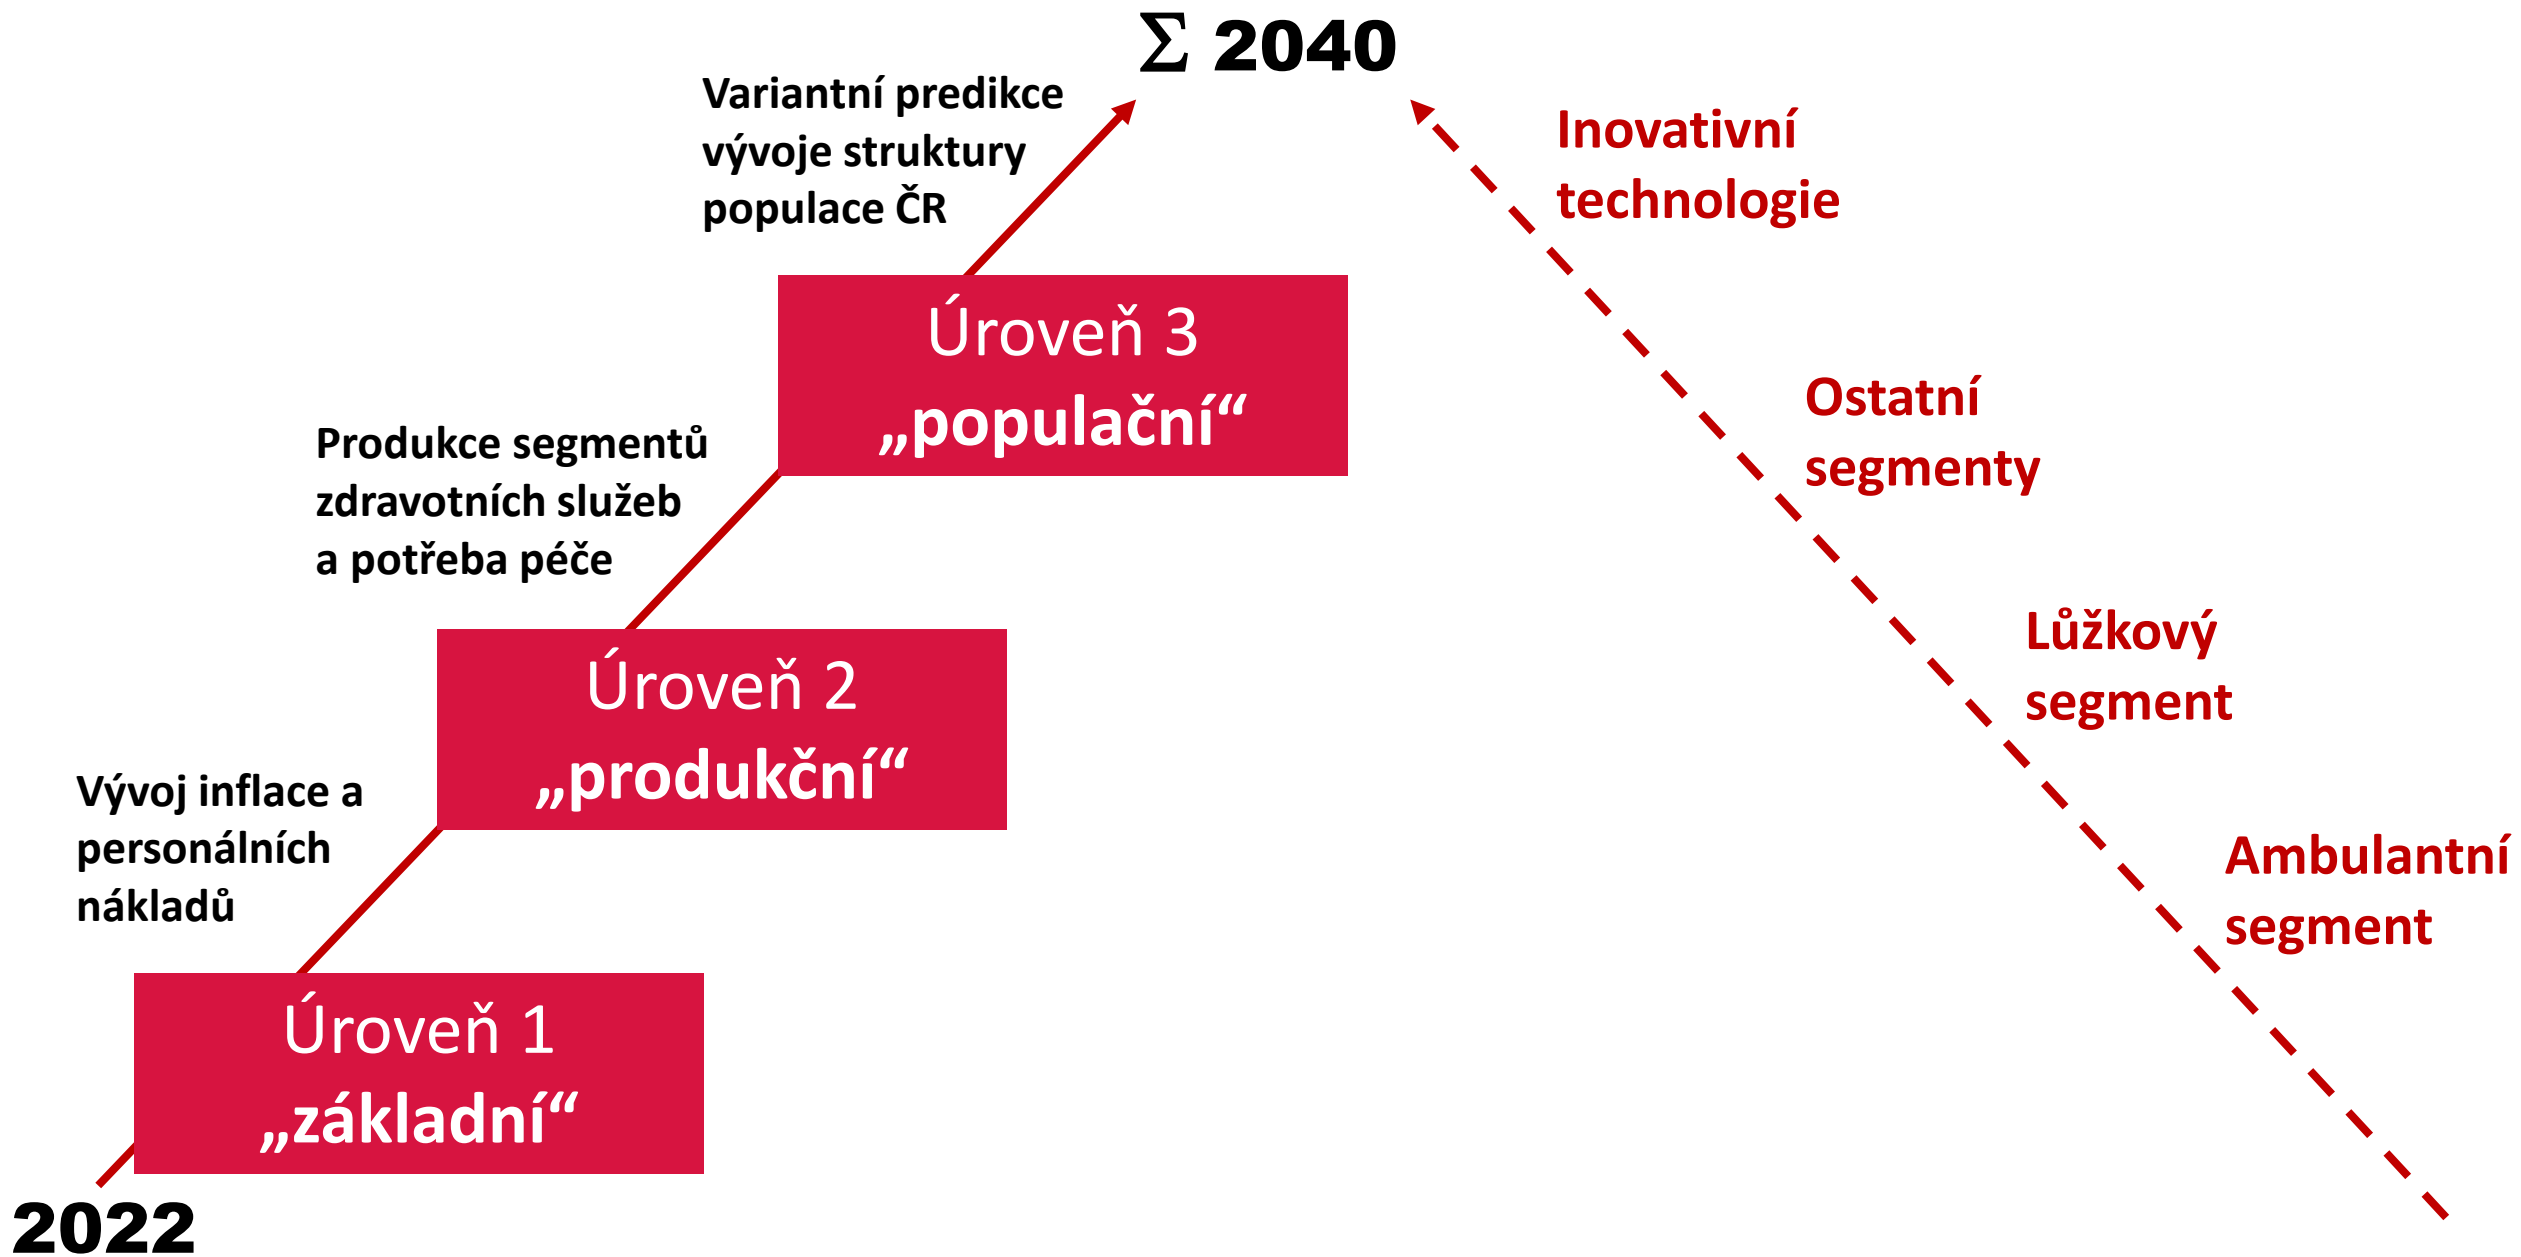 Σ 2040
Variantní predikce
vývoje struktury
populace ČR
Inovativní
technologie
Úroveň 3
„populační“
Ostatní
segmenty
Produkce segmentů
zdravotních služeb
a potřeba péče
Lůžkový
segment
Úroveň 2
„produkční“
Vývoj inflace a
personálních
nákladů
Ambulantní
segment
Úroveň 1
„základní“
2022